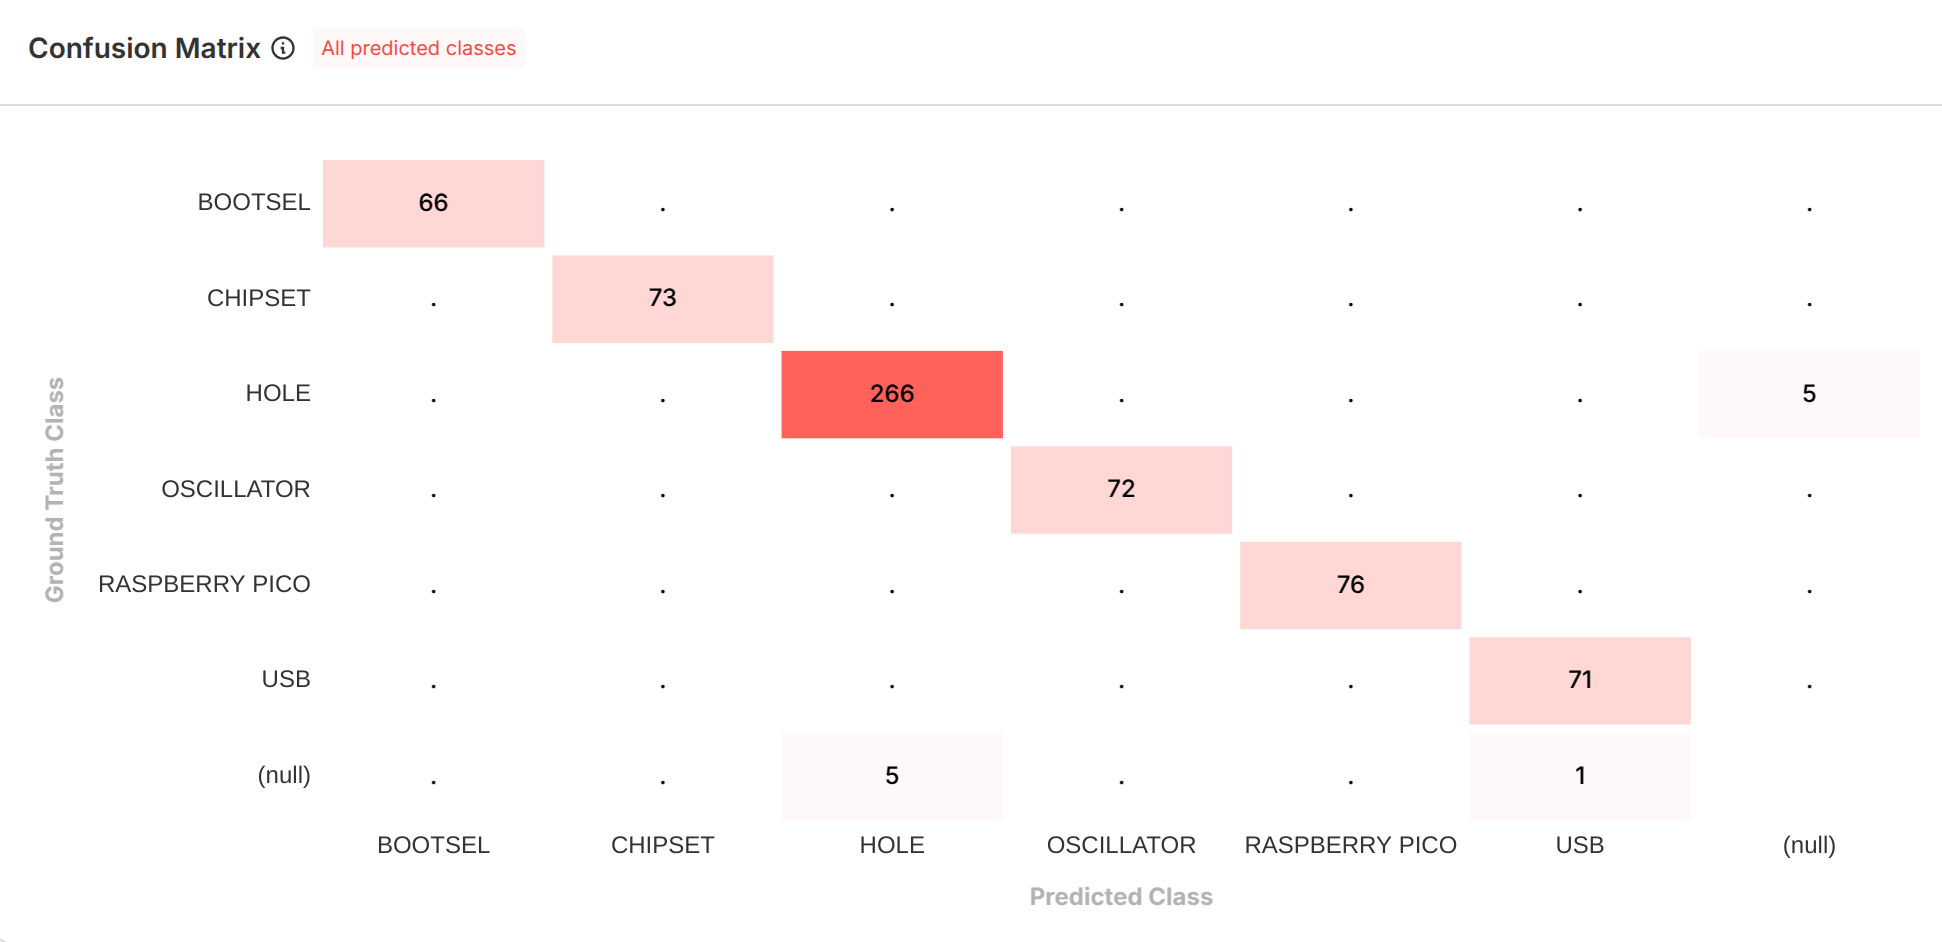 Confusion Matrix All predicted classes
BOOTSEL 66 . . . . . .
CHIPSET . 73 . . . . .
HOLE . . 266 . . . 5
OSCILLATOR . . . 72 . . .
RASPBERRY PICO . . . . 76 . .
USB . . . . . 71 .
(null) . . 5 . . 1
BOOTSEL CHIPSET HOLE OSCILLATOR RASPBERRY PICO USB (null)
Ground Truth Class
Predicted Class